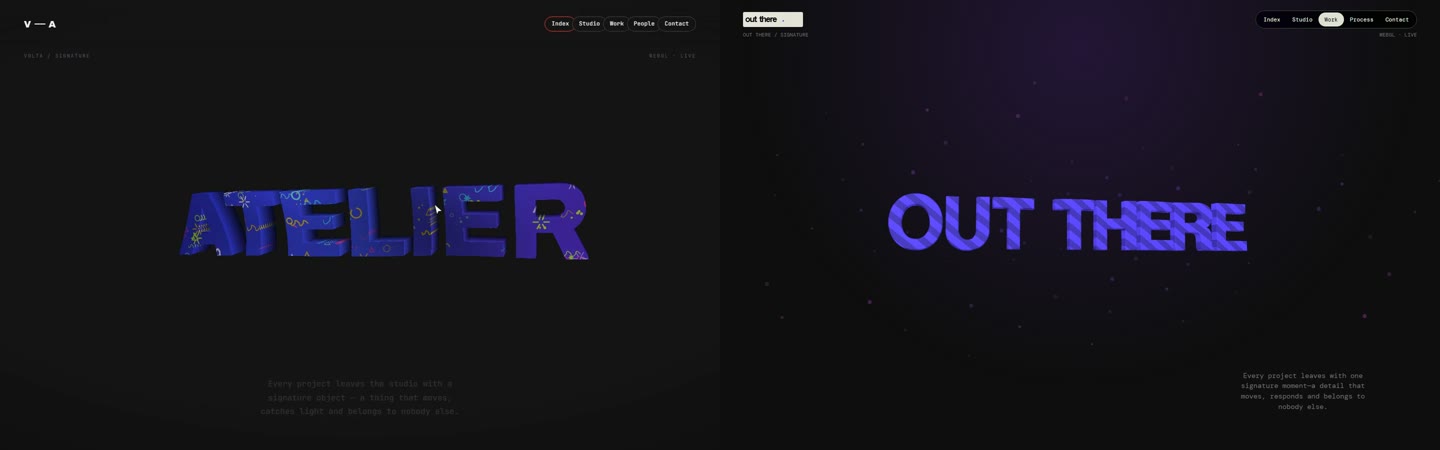 V — A
Index Studio Work People Contact
VOLTA / SIGNATURE
WEBGL · LIVE
ATELIER
Every project leaves the studio with a
signature object — a thing that moves,
catches light and belongs to nobody else.
out there .
Index Studio Work Process Contact
OUT THERE / SIGNATURE
WEBGL · LIVE
OUT THERE
Every project leaves with one
signature moment—a detail that
moves, responds and belongs to
nobody else.